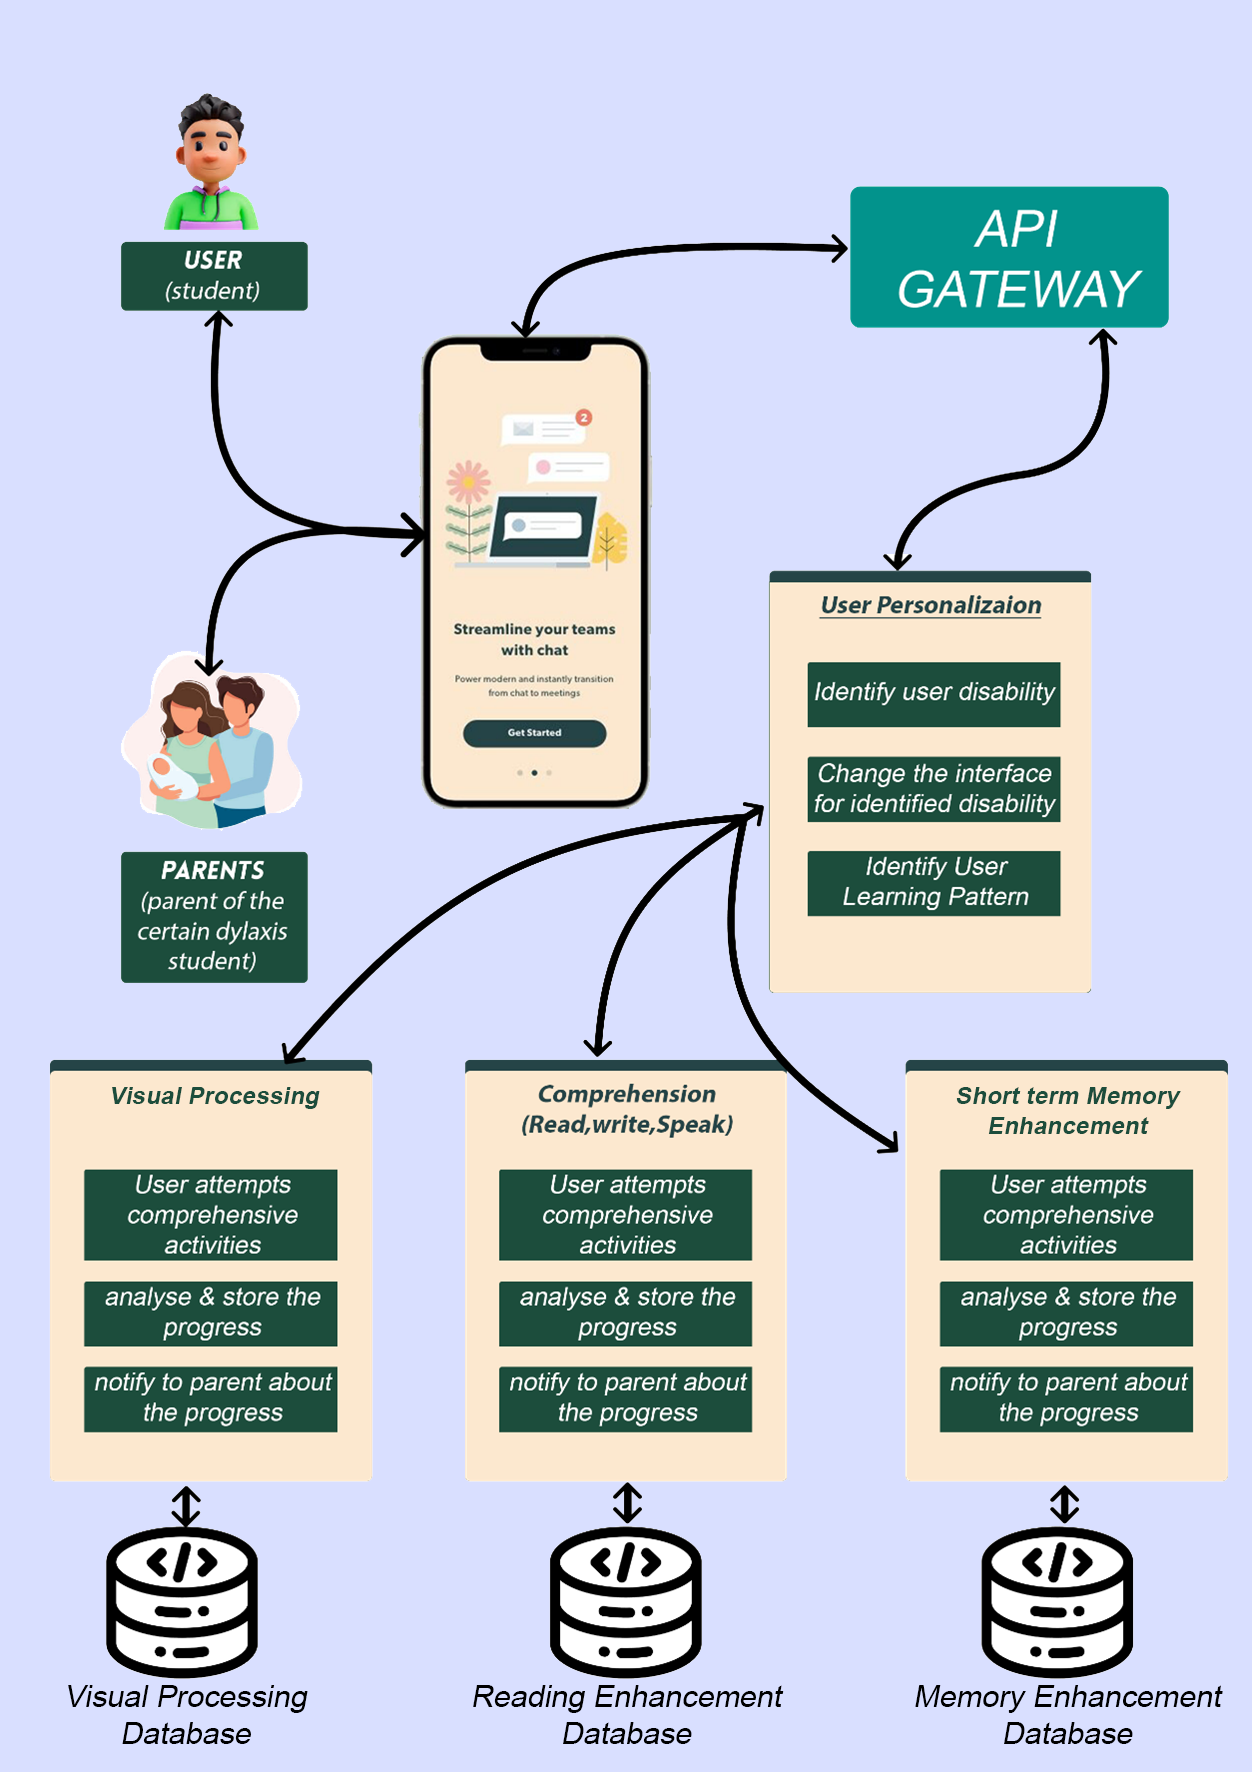 USER
(student)
API
GATEWAY
2
Streamline your teams
with chat
Power modern and instantly transition
from chat to meetings
Get Started
User Personalizaion
Identify user disability
Change the interface
for identified disability
Identify User
Learning Pattern
PARENTS
(parent of the
certain dylaxis
student)
Visual Processing
User attempts
comprehensive
activities
analyse & store the
progress
notify to parent about
the progress
Comprehension
(Read,write,Speak)
User attempts
comprehensive
activities
analyse & store the
progress
notify to parent about
the progress
Short term Memory
Enhancement
User attempts
comprehensive
activities
analyse & store the
progress
notify to parent about
the progress
</>
Visual Processing
Database
</>
Reading Enhancement
Database
</>
Memory Enhancement
Database